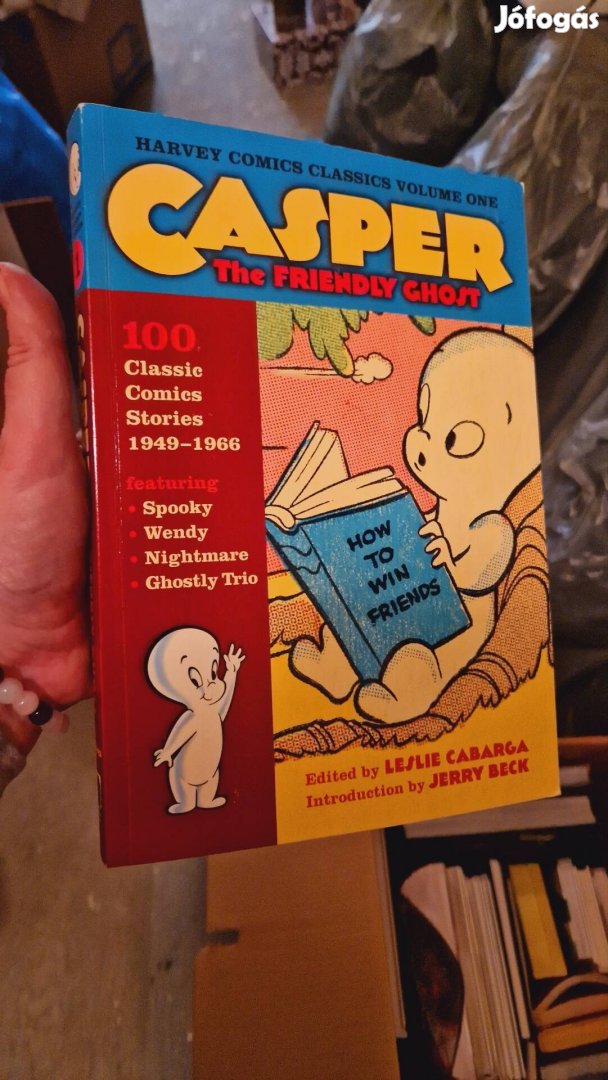 Jófogás
HARVEY COMICS CLASSICS VOLUME ONE
CASPER
The FRIENDLY GHOST
100
Classic
Comics
Stories
1949–1966
featuring
• Spooky
• Wendy
• Nightmare
• Ghostly Trio
HOW
TO
WIN
FRIENDS
Edited by LESLIE CABARGA
Introduction by JERRY BECK